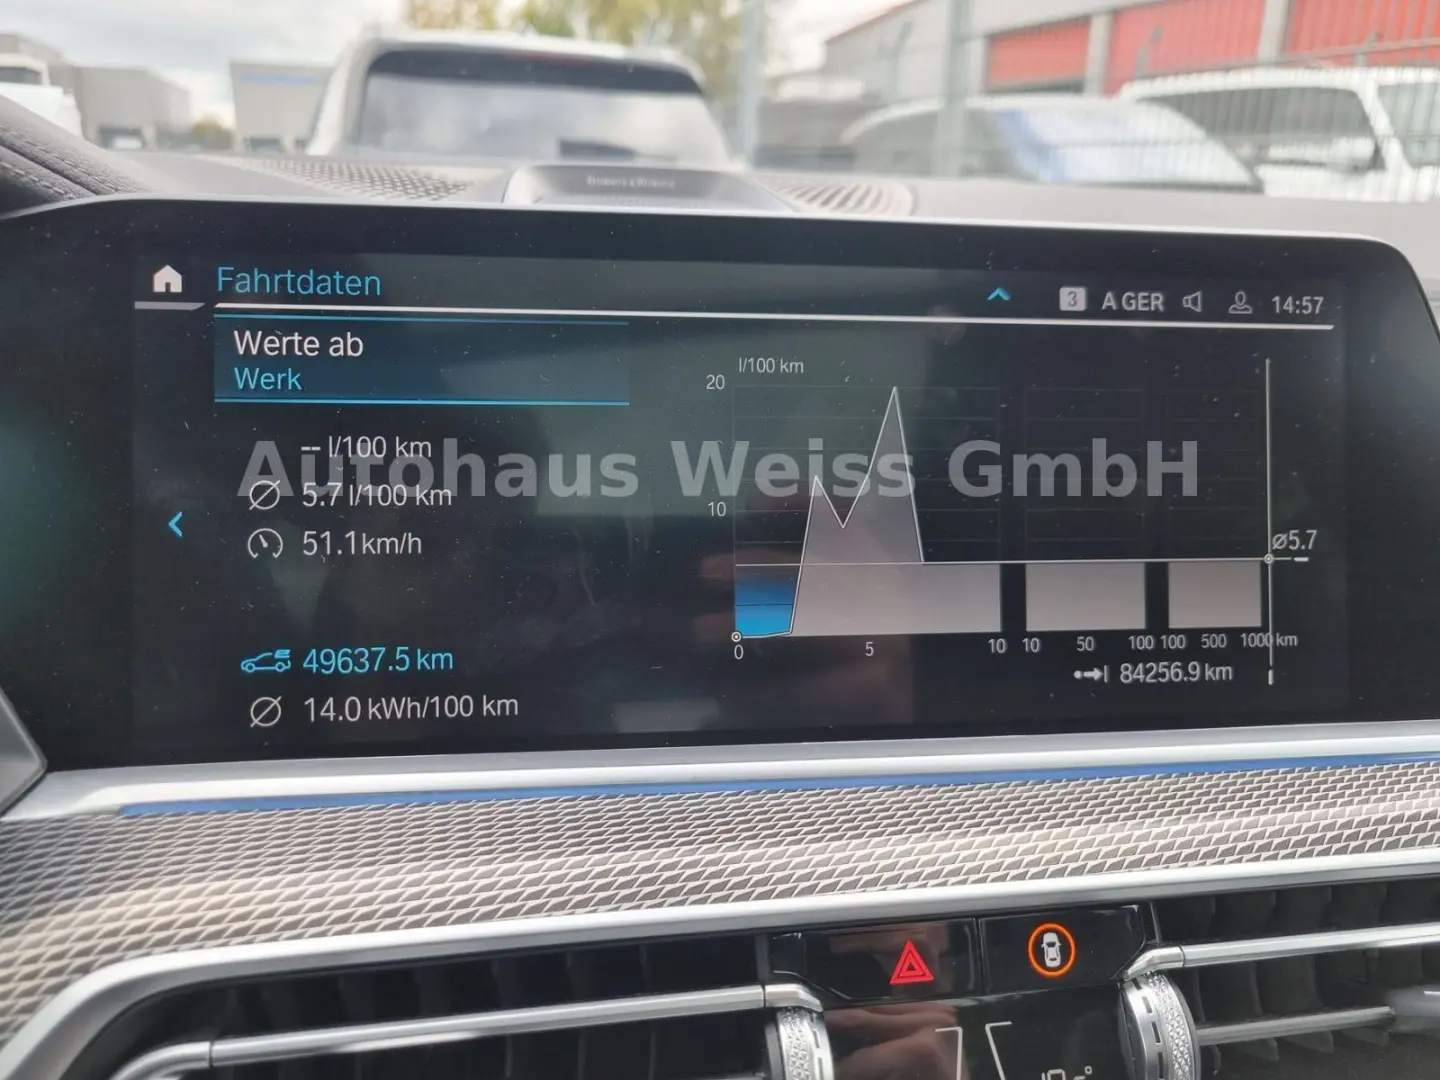 Fahrtdaten
3 A GER 14:57
Werte ab
Werk
-- l/100 km
Ø 5.7 l/100 km
51.1 km/h
49637.5 km
Ø 14.0 kWh/100 km
l/100 km
20
10
ø5.7
0 5 10 10 50 100 100 500 1000 km
84256.9 km
Autohaus Weiss GmbH